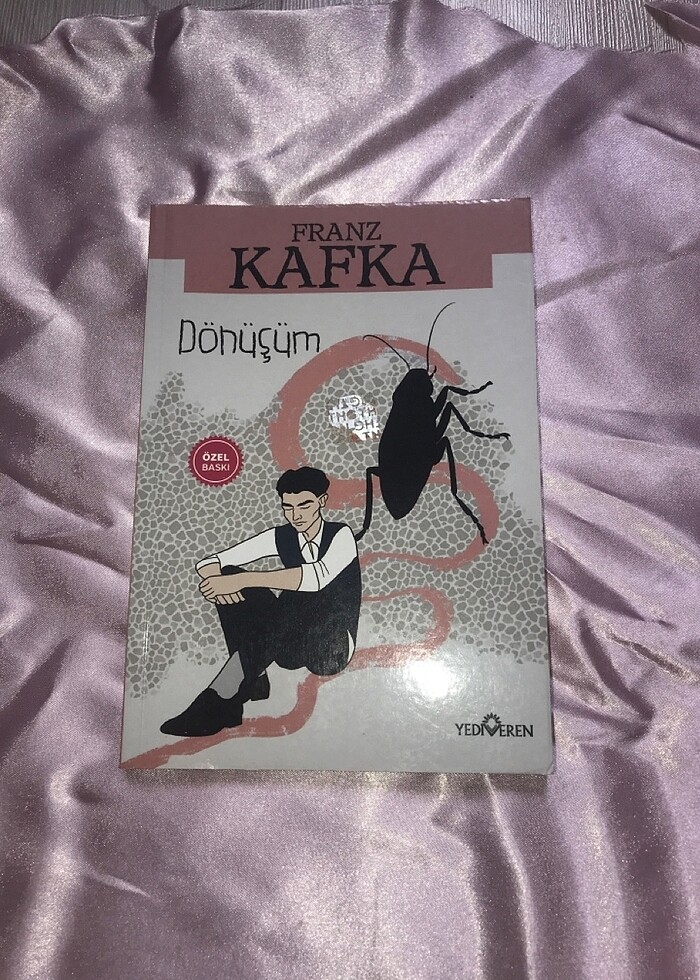 FRANZ
KAFKA
Dönüşüm
ÖZEL
BASKI
YEDİVEREN